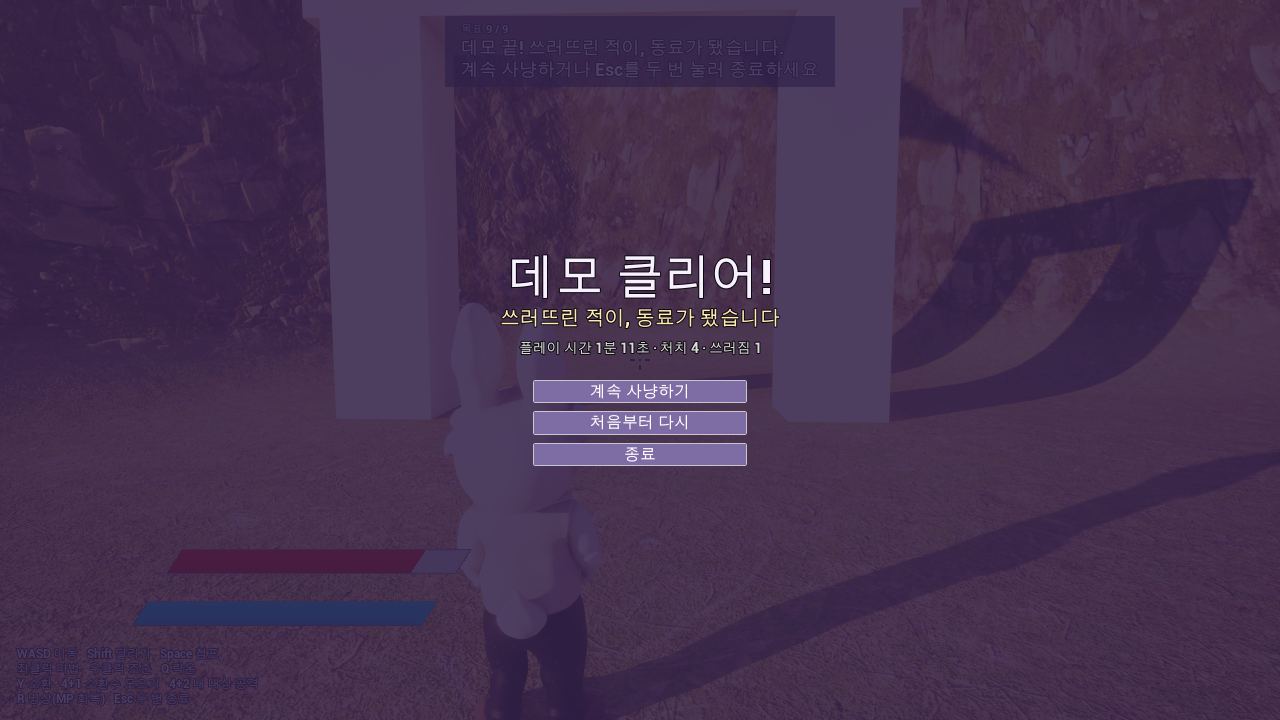 목표 9 / 9
데모 끝! 쓰러뜨린 적이, 동료가 됐습니다.
계속 사냥하거나 Esc를 두 번 눌러 종료하세요
데모 클리어!
쓰러뜨린 적이, 동료가 됐습니다
플레이 시간 1분 11초 · 처치 4 · 쓰러짐 1
계속 사냥하기
처음부터 다시
종료
WASD 이동 Shift 달리기 Space 점프
Esc 두 번 종료